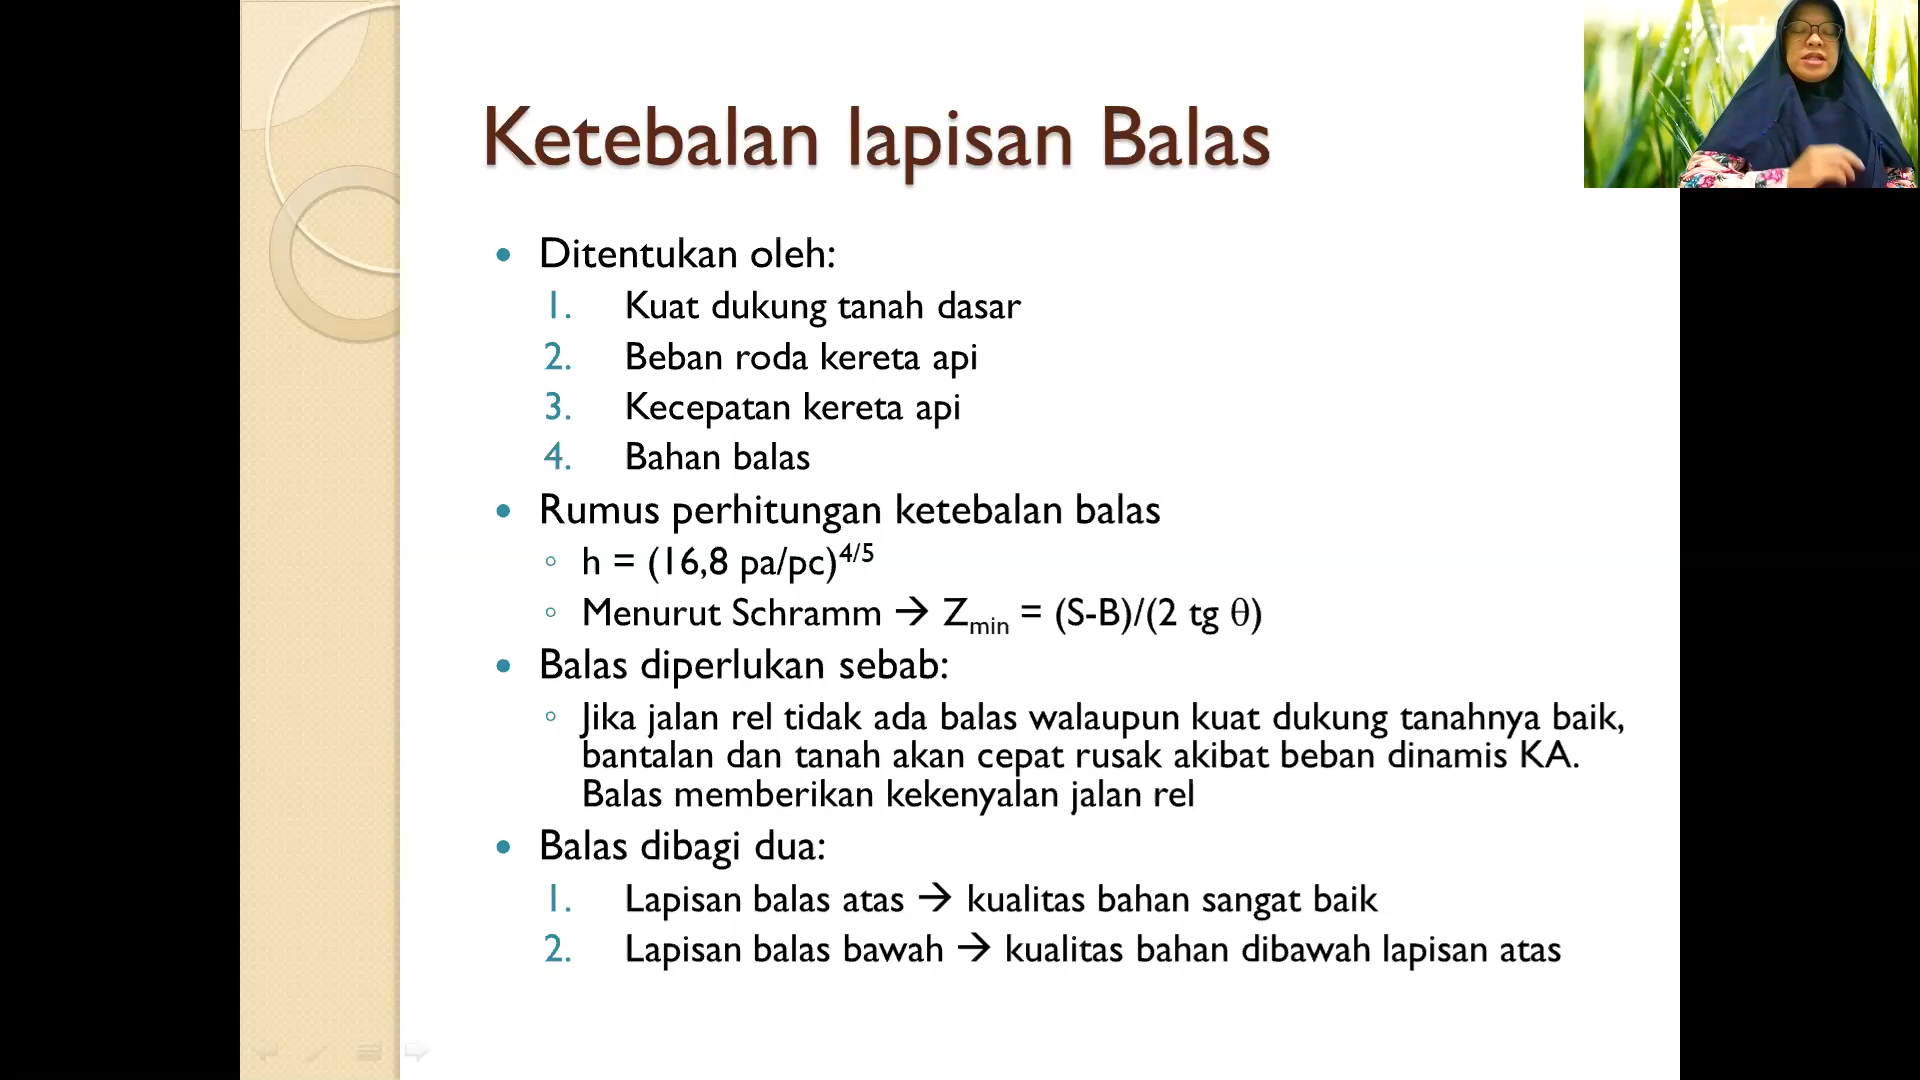 Ketebalan lapisan Balas
• Ditentukan oleh:
1. Kuat dukung tanah dasar
2. Beban roda kereta api
3. Kecepatan kereta api
4. Bahan balas
• Rumus perhitungan ketebalan balas
◦ h = (16,8 pa/pc)^4/5
◦ Menurut Schramm → Z_min = (S-B)/(2 tg θ)
• Balas diperlukan sebab:
◦ Jika jalan rel tidak ada balas walaupun kuat dukung tanahnya baik,
bantalan dan tanah akan cepat rusak akibat beban dinamis KA.
Balas memberikan kekenyalan jalan rel
• Balas dibagi dua:
1. Lapisan balas atas → kualitas bahan sangat baik
2. Lapisan balas bawah → kualitas bahan dibawah lapisan atas